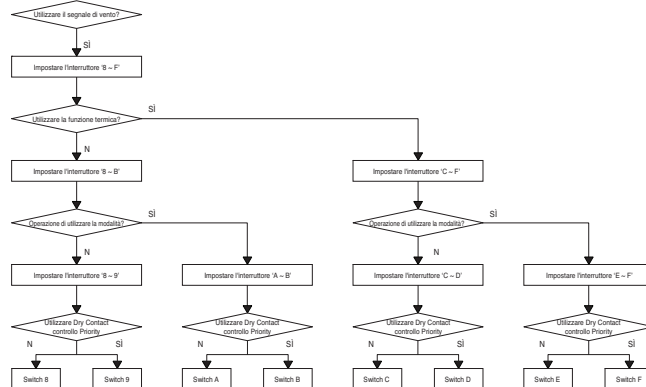 Utilizzare il segnale di vento?
SÌ
Impostare l'interruttore '8 ~ F'
SÌ
Utilizzare la funzione termica?
N
Impostare l'interruttore '8 ~ B'
Impostare l'interruttore 'C ~ F'
SÌ
SÌ
Operazione di utilizzare la modalità?
Operazione di utilizzare la modalità?
N
N
Impostare l'interruttore '8 ~ 9'
Impostare l'interruttore 'A ~ B'
Impostare l'interruttore 'C ~ D'
Impostare l'interruttore 'E ~ F'
Utilizzare Dry Contact
controllo Priority
Utilizzare Dry Contact
controllo Priority
Utilizzare Dry Contact
controllo Priority
Utilizzare Dry Contact
controllo Priority
N SÌ N SÌ N SÌ N SÌ
Switch 8 Switch 9 Switch A Switch B Switch C Switch D Switch E Switch F